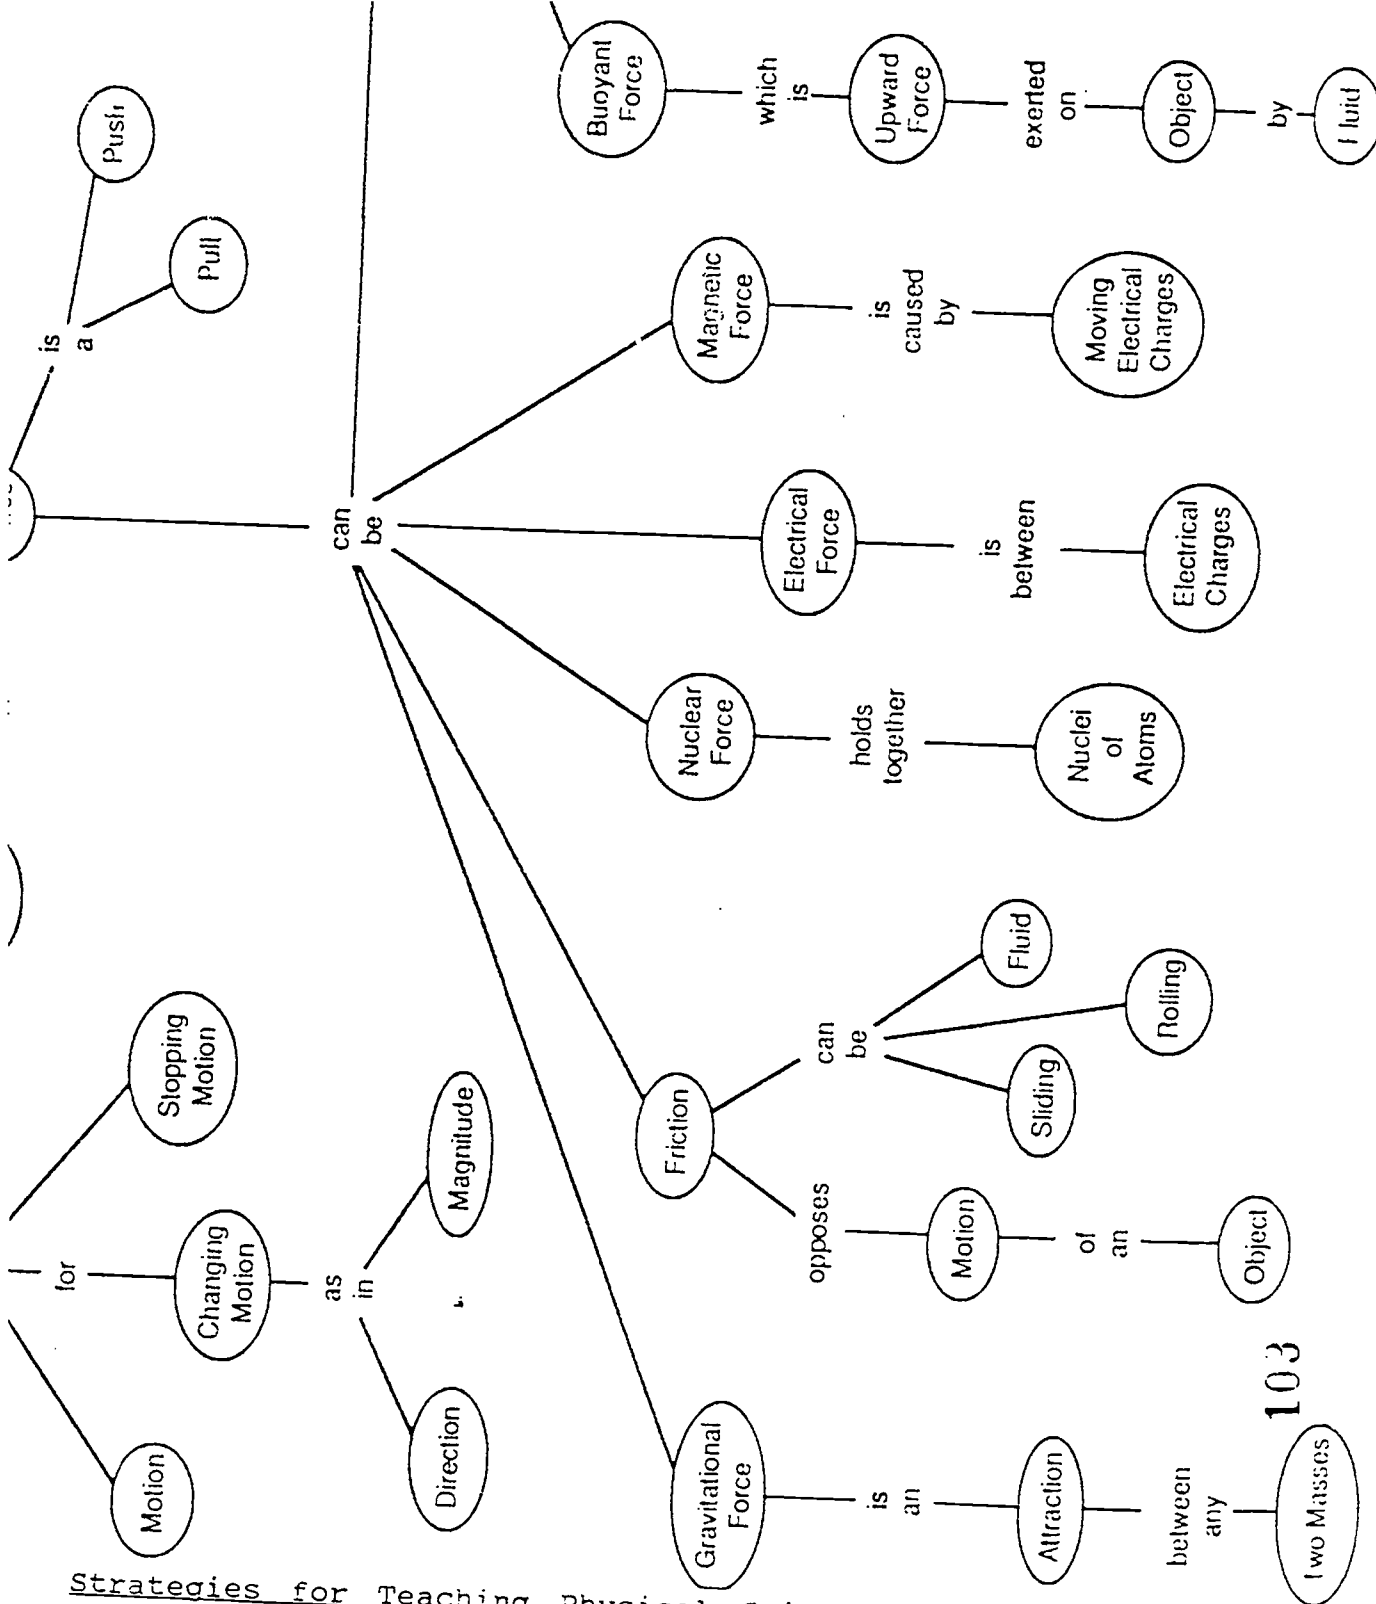 is
a
Push
Pull
for
Stopping
Motion
Changing
Motion
Motion
as
in
Magnitude
Direction
can
be
Gravitational
Force
is
an
Attraction
between
any
Two Masses
Friction
opposes
Motion
of
an
Object
can
be
Sliding
Rolling
Fluid
Nuclear
Force
holds
together
Nuclei
of
Atoms
Electrical
Force
is
between
Electrical
Charges
Magnetic
Force
is
caused
by
Moving
Electrical
Charges
Buoyant
Force
which
is
Upward
Force
exerted
on
Object
by
Fluid
103
Strategies for Teaching Physical